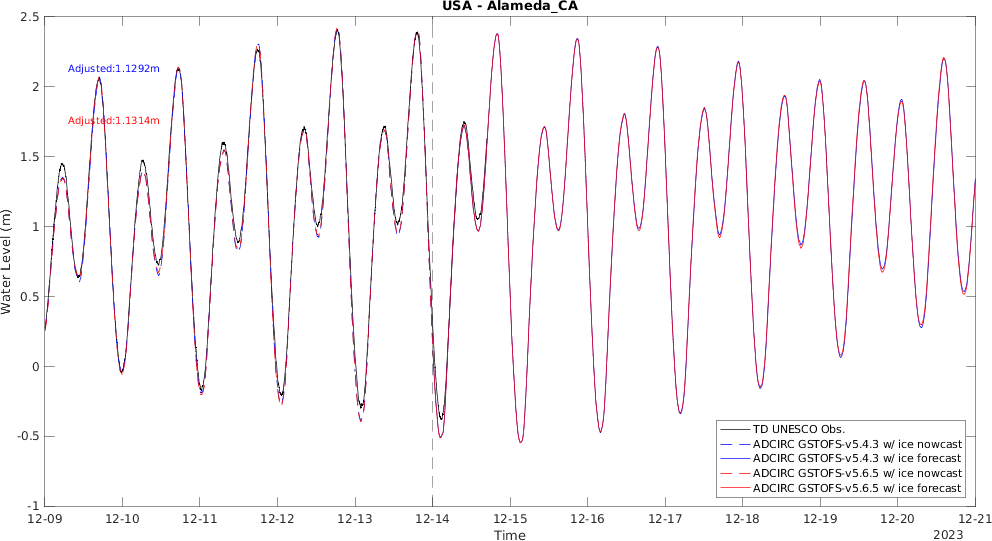 USA - Alameda_CA
2.5
2
1.5
1
0.5
0
-0.5
-1
Water Level (m)
Adjusted:1.1292m
Adjusted:1.1314m
TD UNESCO Obs.
ADCIRC GSTOFS-v5.4.3 w/ ice nowcast
ADCIRC GSTOFS-v5.4.3 w/ ice forecast
ADCIRC GSTOFS-v5.6.5 w/ ice nowcast
ADCIRC GSTOFS-v5.6.5 w/ ice forecast
12-09 12-10 12-11 12-12 12-13 12-14 12-15 12-16 12-17 12-18 12-19 12-20 12-21
Time
2023